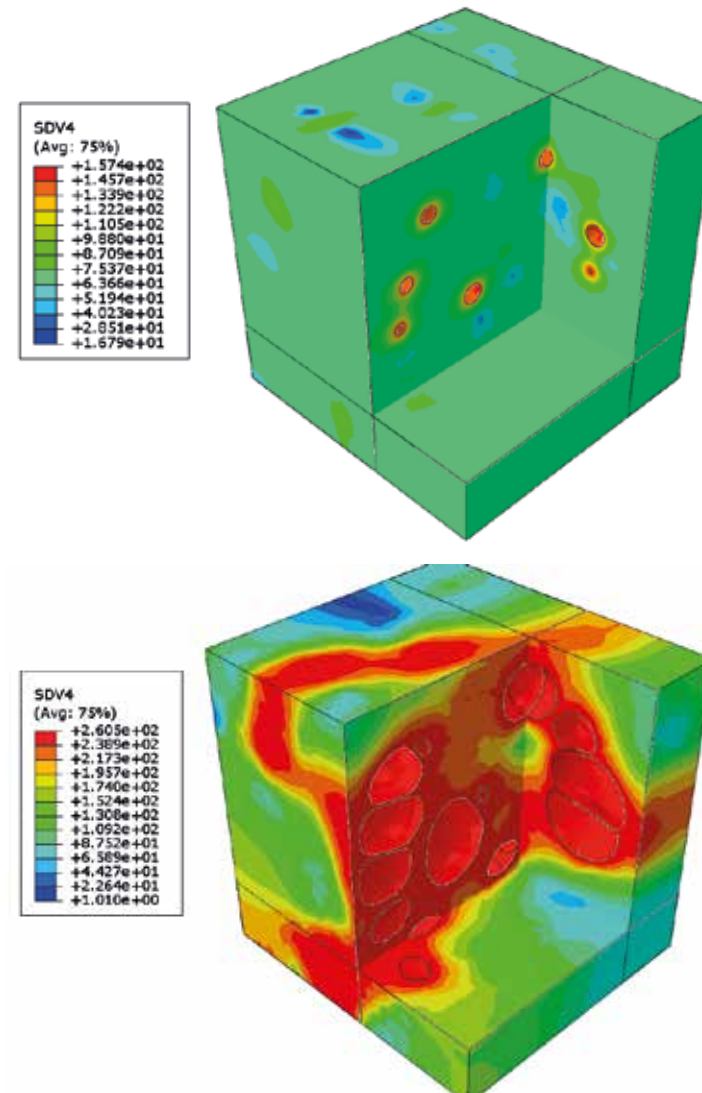 SDV4
(Avg: 75%)
+1.574e+02
+1.457e+02
+1.339e+02
+1.222e+02
+1.105e+02
+9.880e+01
+8.709e+01
+7.537e+01
+6.366e+01
+5.194e+01
+4.023e+01
+2.851e+01
+1.679e+01
SDV4
(Avg: 75%)
+2.605e+02
+2.389e+02
+2.173e+02
+1.957e+02
+1.740e+02
+1.524e+02
+1.308e+02
+1.092e+02
+8.752e+01
+6.589e+01
+4.427e+01
+2.264e+01
+1.010e+00